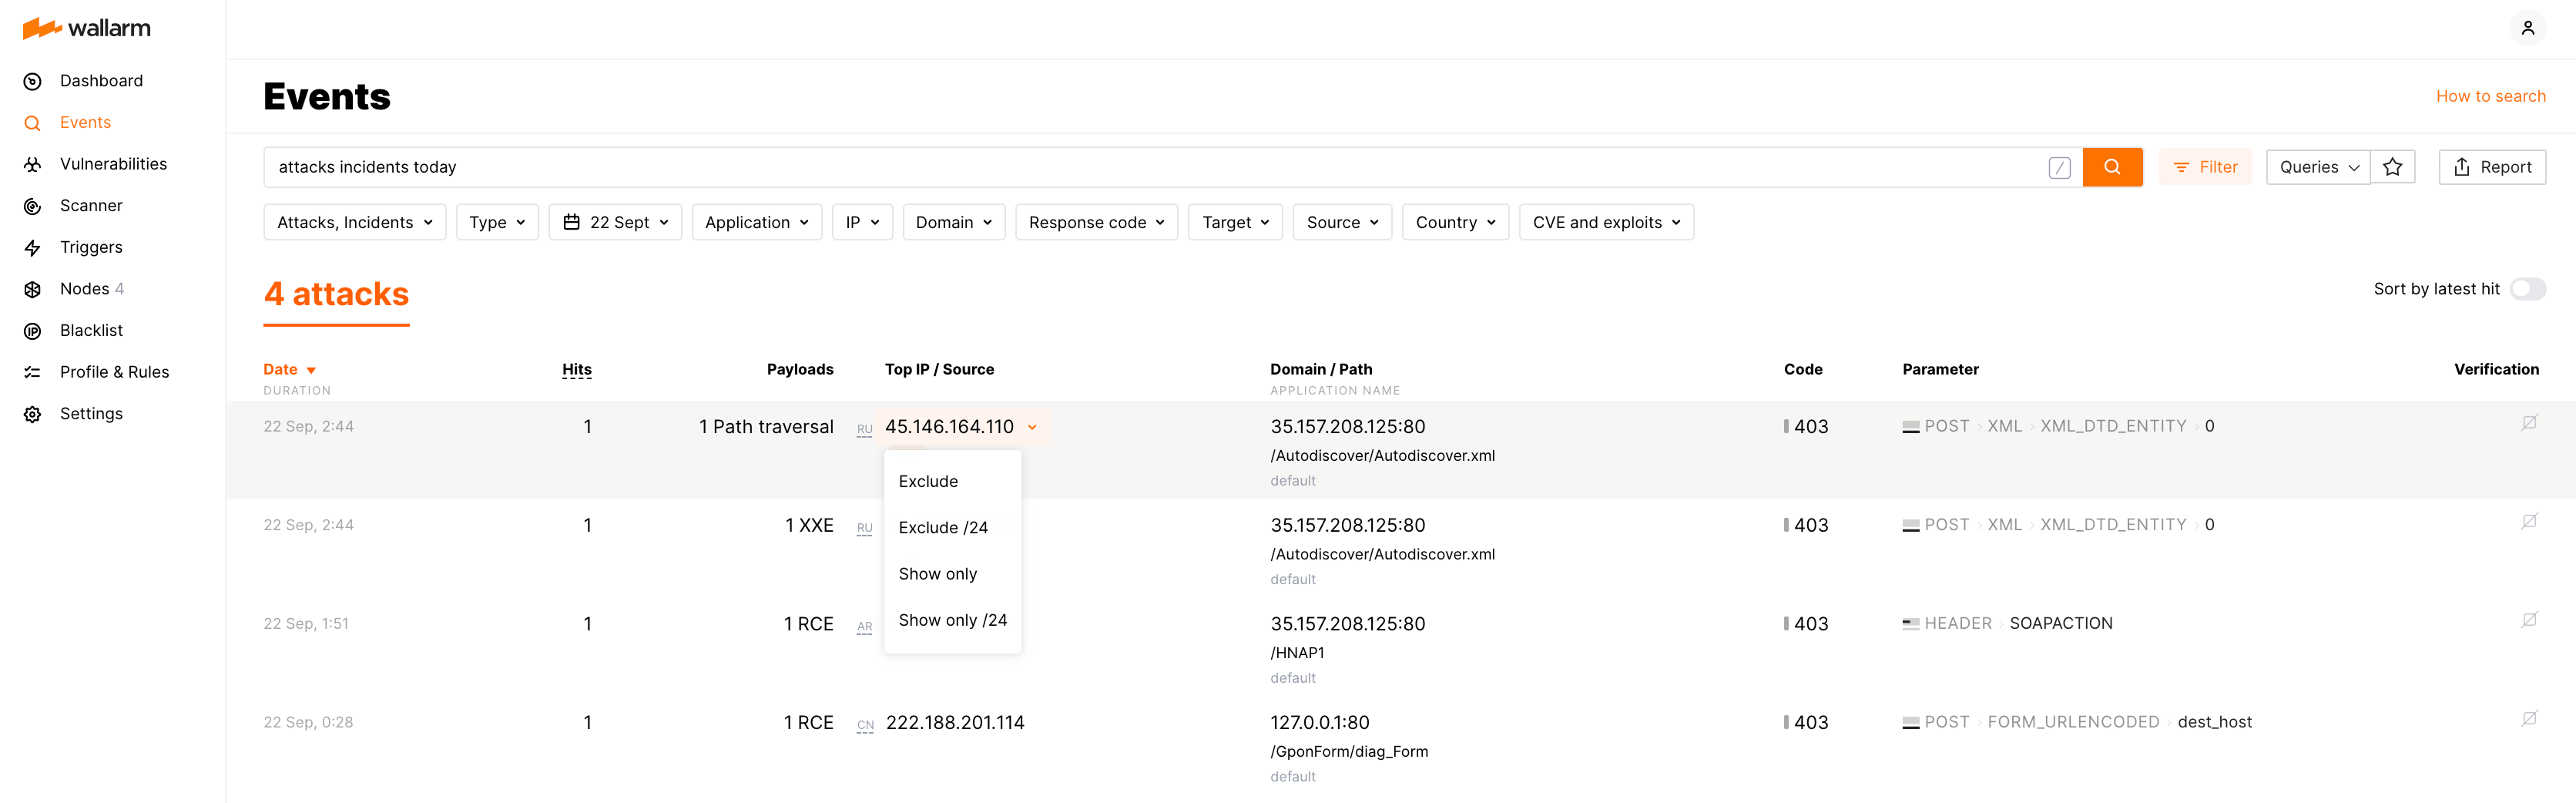 wallarm
Dashboard
Events
Vulnerabilities
Scanner
Triggers
Nodes 4
Blacklist
Profile & Rules
Settings
Events
How to search
attacks incidents today /
Filter
Queries
Report
Attacks, Incidents
Type
22 Sept
Application
IP
Domain
Response code
Target
Source
Country
CVE and exploits
4 attacks
Sort by latest hit
Date Hits Payloads Top IP / Source Domain / Path Code Parameter Verification
DURATION APPLICATION NAME
22 Sep, 2:44 1 1 Path traversal RU 45.146.164.110 35.157.208.125:80 403 POST › XML › XML_DTD_ENTITY › 0
/Autodiscover/Autodiscover.xml
default
Exclude
Exclude /24
Show only
Show only /24
22 Sep, 2:44 1 1 XXE RU 35.157.208.125:80 403 POST › XML › XML_DTD_ENTITY › 0
/Autodiscover/Autodiscover.xml
default
22 Sep, 1:51 1 1 RCE AR 35.157.208.125:80 403 HEADER › SOAPACTION
/HNAP1
default
22 Sep, 0:28 1 1 RCE CN 222.188.201.114 127.0.0.1:80 403 POST › FORM_URLENCODED › dest_host
/GponForm/diag_Form
default